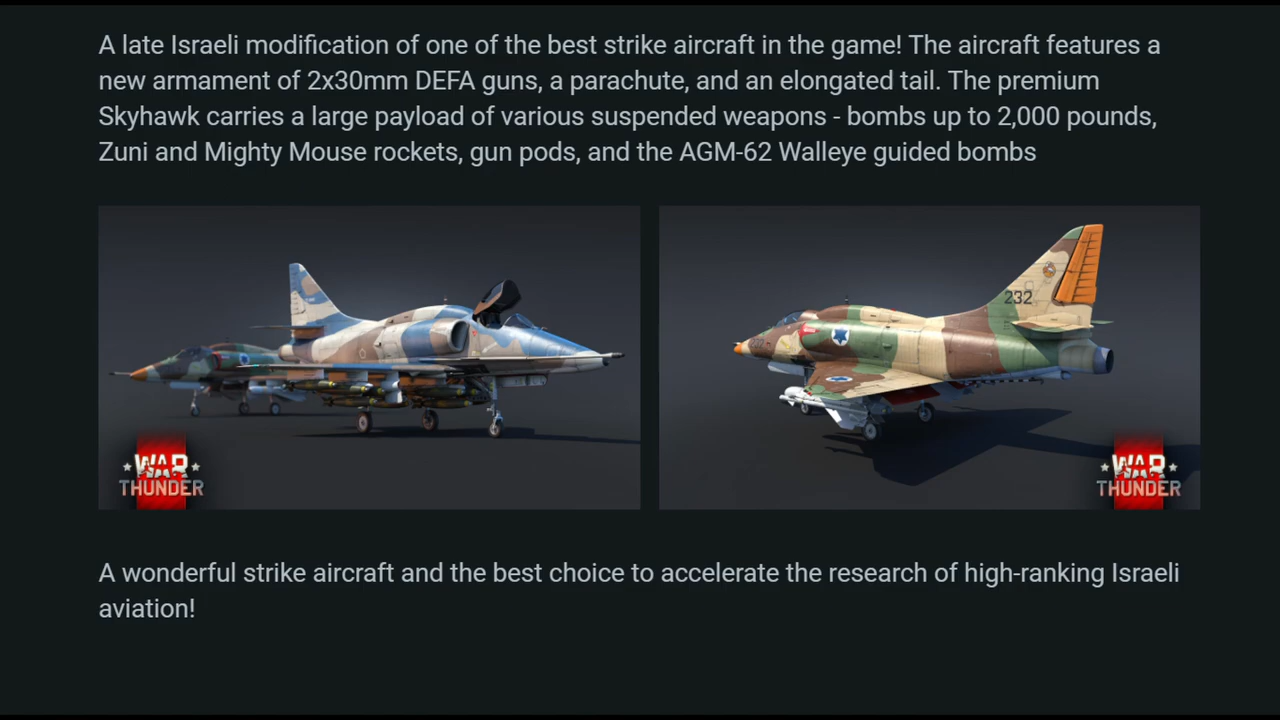 A late Israeli modification of one of the best strike aircraft in the game! The aircraft features a
new armament of 2x30mm DEFA guns, a parachute, and an elongated tail. The premium
Skyhawk carries a large payload of various suspended weapons - bombs up to 2,000 pounds,
Zuni and Mighty Mouse rockets, gun pods, and the AGM-62 Walleye guided bombs
232
WAR
THUNDER
WAR
THUNDER
A wonderful strike aircraft and the best choice to accelerate the research of high-ranking Israeli
aviation!